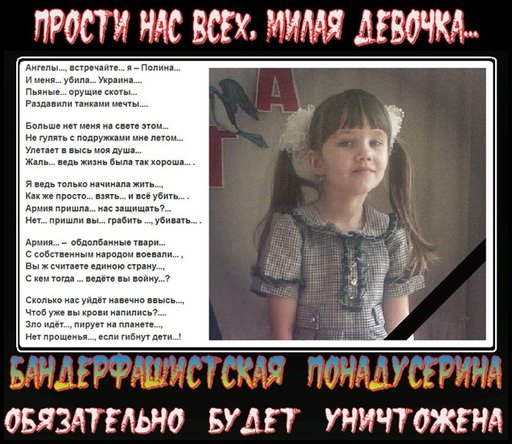 ПРОСТИ НАС ВСЕХ, МИЛАЯ ДЕВОЧКА...
Ангелы..., встречайте... я – Полина...
И меня... убила... Украина....
Пьяные... орущие скоты...
Раздавили танками мечты....
Больше нет меня на свете этом...
Не гулять с подружками мне летом...
Улетает в высь моя душа...
Жаль... ведь жизнь была так хороша... .
Я ведь только начинала жить...,
Как же просто... взять... и всё убить... .
Армия пришла... нас защищать?...
Нет... пришли вы... грабить ..., убивать.. .
Армия... – обдолбанные твари...
С собственным народом воевали... ,
Вы ж считаете единою страну...,
С кем тогда ... ведёте вы войну...?
Сколько нас уйдёт навечно ввысь...,
Чтоб уже вы крови напились?....
Зло идёт..., пирует на планете...,
Нет прощенья..., если гибнут дети...!
А
Т
БАНДЕРФАШИСТСКАЯ ПОНАДУСЕРИНА
ОБЯЗАТЕЛЬНО БУДЕТ УНИЧТОЖЕНА